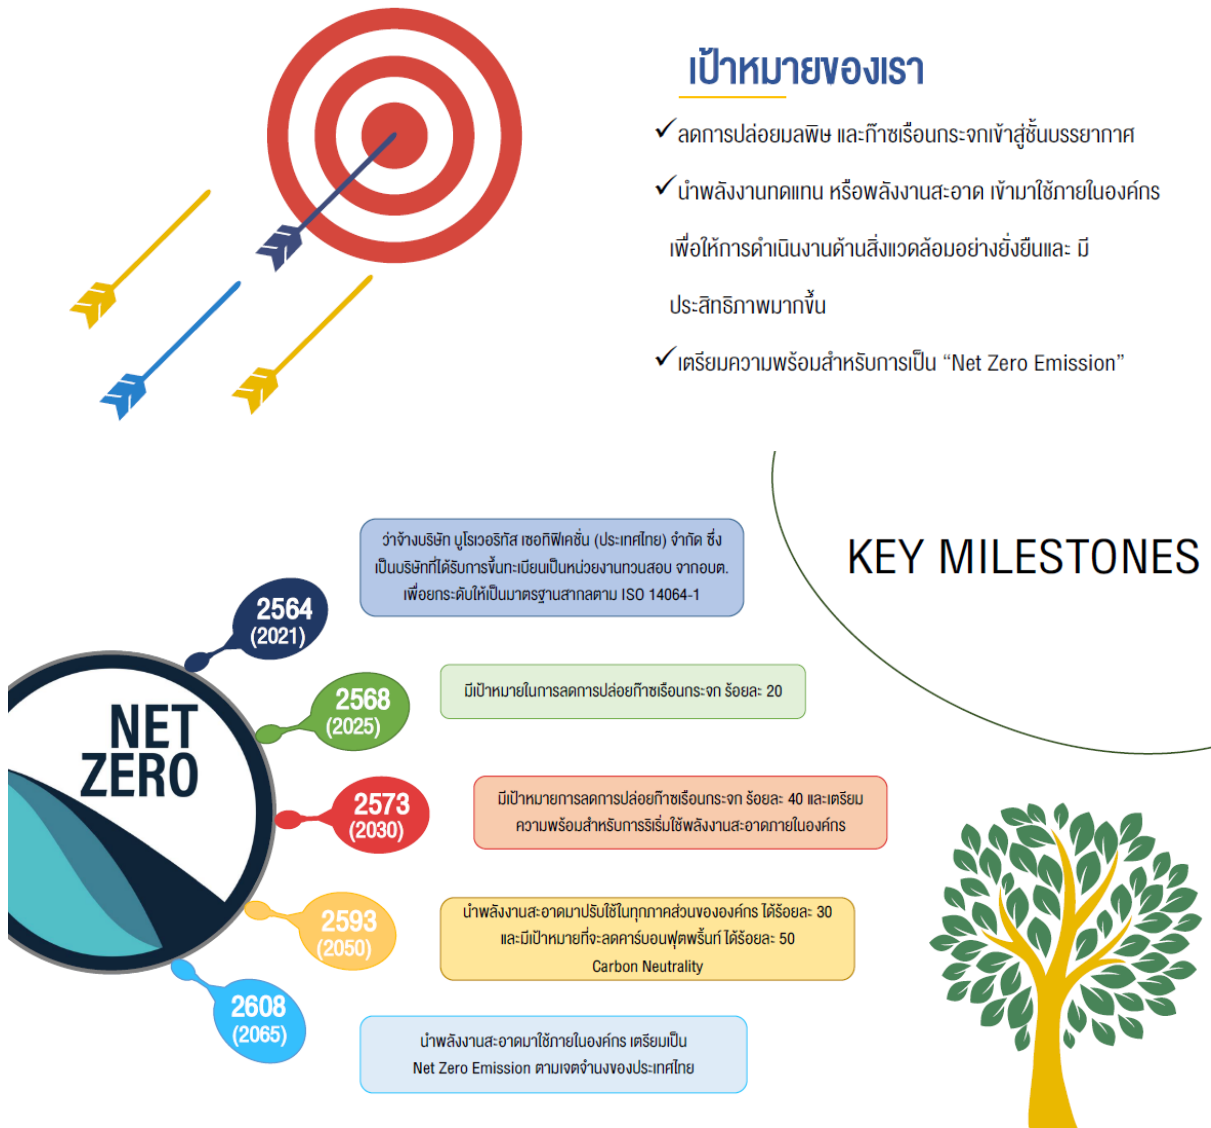 เป้าหมายของเรา
✓ ลดการปล่อยมลพิษ และก๊าซเรือนกระจกเข้าสู่ชั้นบรรยากาศ
✓ นำพลังงานทดแทน หรือพลังงานสะอาด เข้ามาใช้ภายในองค์กร
เพื่อให้การดำเนินงานด้านสิ่งแวดล้อมอย่างยั่งยืนและ มี
ประสิทธิภาพมากขึ้น
✓ เตรียมความพร้อมสำหรับการเป็น “Net Zero Emission”
KEY MILESTONES
NET
ZERO
2564
(2021)
ว่าจ้างบริษัท บูโรเวอริทัส เซอทิฟิเคชั่น (ประเทศไทย) จำกัด ซึ่ง
เป็นบริษัทที่ได้รับการขึ้นทะเบียนเป็นหน่วยงานทวนสอบ จากอบต.
เพื่อยกระดับให้เป็นมาตรฐานสากลตาม ISO 14064-1
2568
(2025)
มีเป้าหมายในการลดการปล่อยก๊าซเรือนกระจก ร้อยละ 20
2573
(2030)
มีเป้าหมายการลดการปล่อยก๊าซเรือนกระจก ร้อยละ 40 และเตรียม
ความพร้อมสำหรับการริเริ่มใช้พลังงานสะอาดภายในองค์กร
2593
(2050)
นำพลังงานสะอาดมาปรับใช้ในทุกภาคส่วนขององค์กร ได้ร้อยละ 30
และมีเป้าหมายที่จะลดคาร์บอนฟุตพริ้นท์ ได้ร้อยละ 50
Carbon Neutrality
2608
(2065)
นำพลังงานสะอาดมาใช้ภายในองค์กร เตรียมเป็น
Net Zero Emission ตามเจตจำนงของประเทศไทย